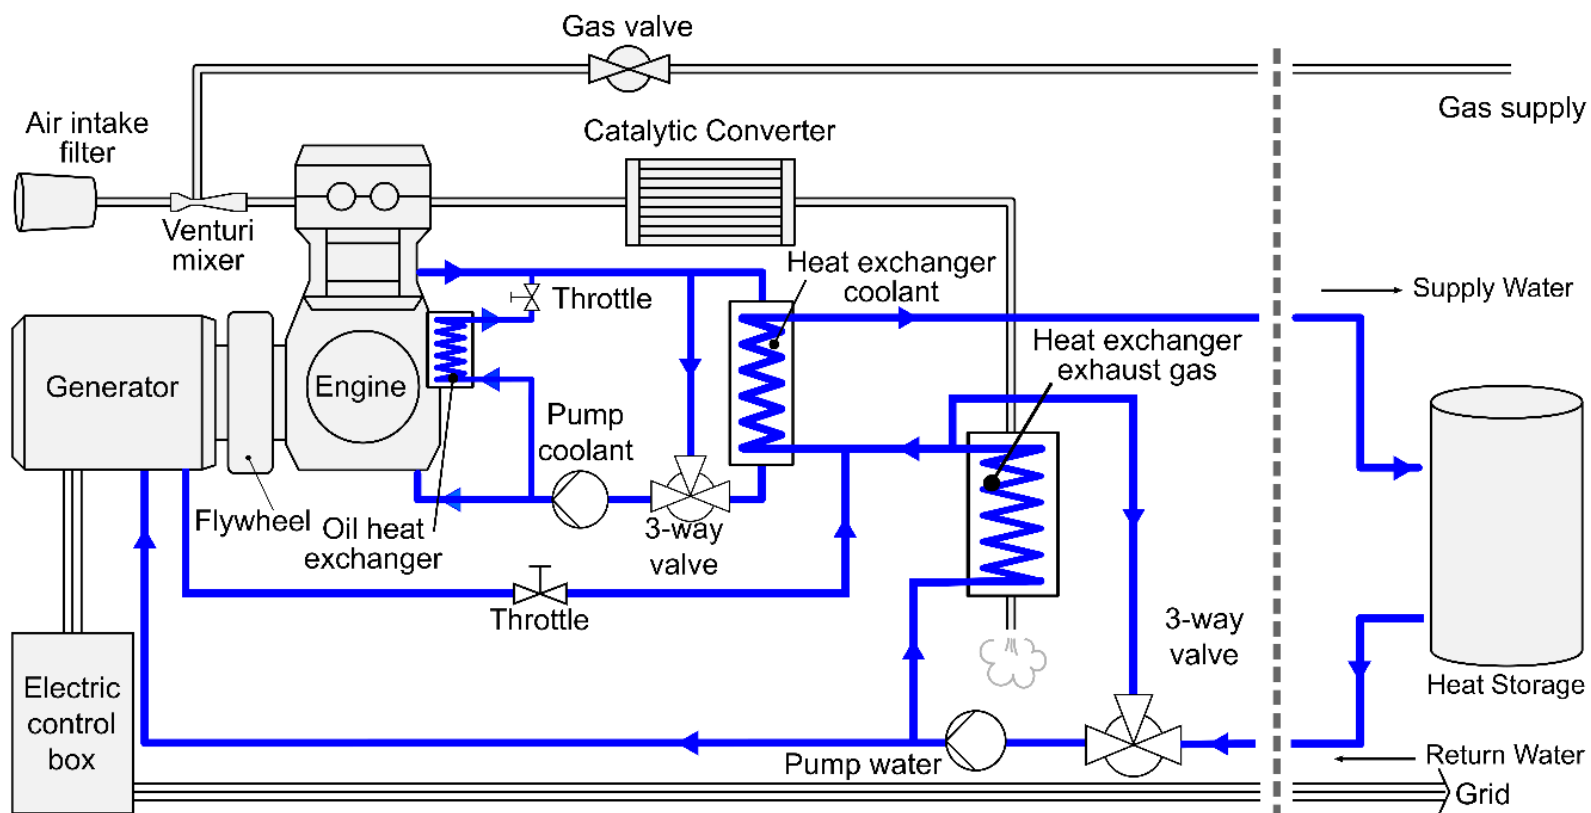 Gas valve
Gas supply
Air intake
filter
Catalytic Converter
Venturi
mixer
Heat exchanger
coolant
Throttle
Supply Water
Heat exchanger
exhaust gas
Generator
Engine
Pump
coolant
Flywheel
Oil heat
exchanger
3-way
valve
Throttle
3-way
valve
Heat Storage
Electric
control
box
Pump water
Return Water
Grid